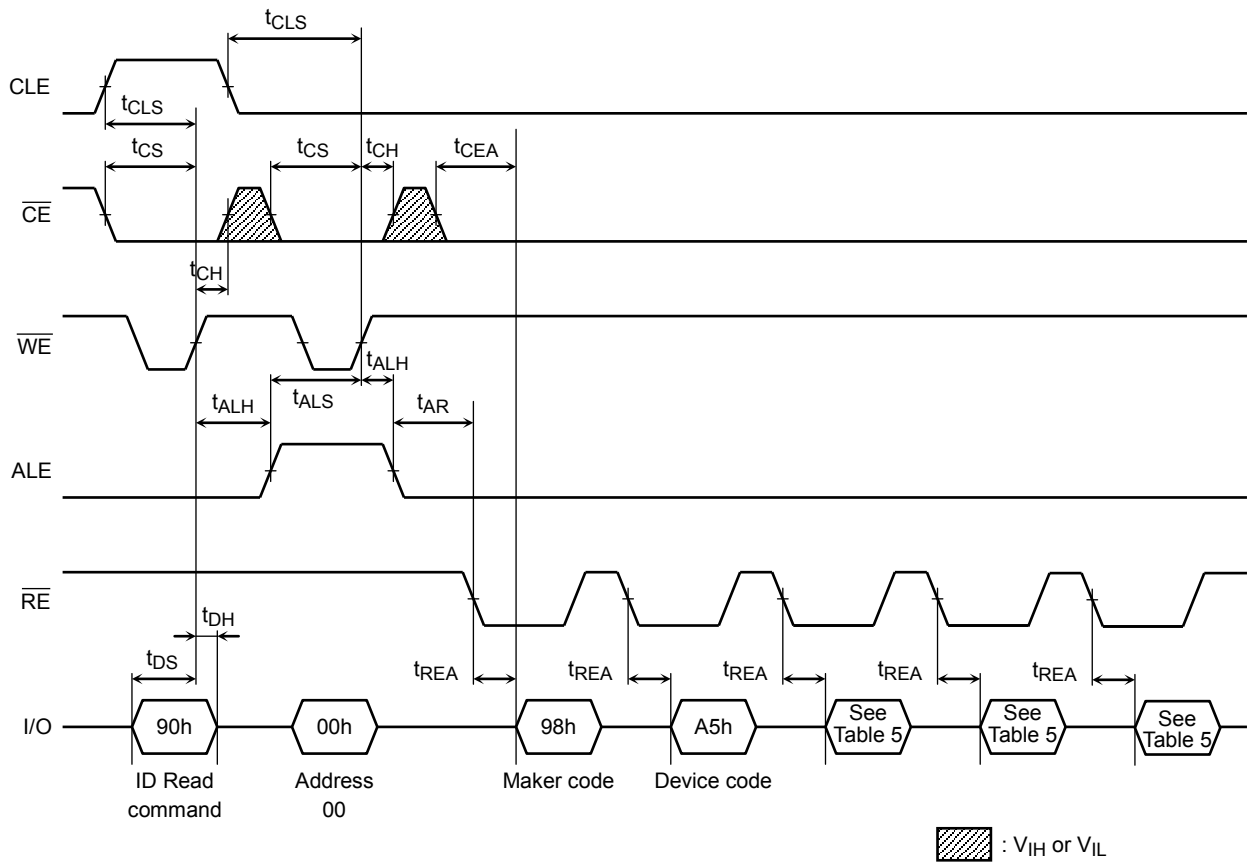 tCLS
CLE
tCLS
tCS
tCS
tCH
tCEA
CE
tCH
WE
tALH
tALH
tALS
tAR
ALE
RE
tDH
tDS
tREA
tREA
tREA
tREA
tREA
I/O
90h
00h
98h
A5h
See
Table 5
See
Table 5
See
Table 5
ID Read
command
Address
00
Maker code
Device code
: VIH or VIL